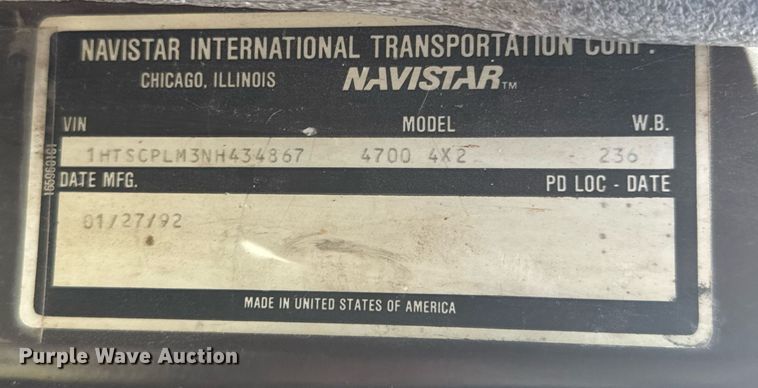 NAVISTAR INTERNATIONAL TRANSPORTATION CORP.
CHICAGO, ILLINOIS NAVISTAR™
VIN MODEL W.B.
1HTSCPLM3NH434867 4700 4X2 236
DATE MFG. PD LOC - DATE
01/27/92
MADE IN UNITED STATES OF AMERICA
Purple Wave Auction